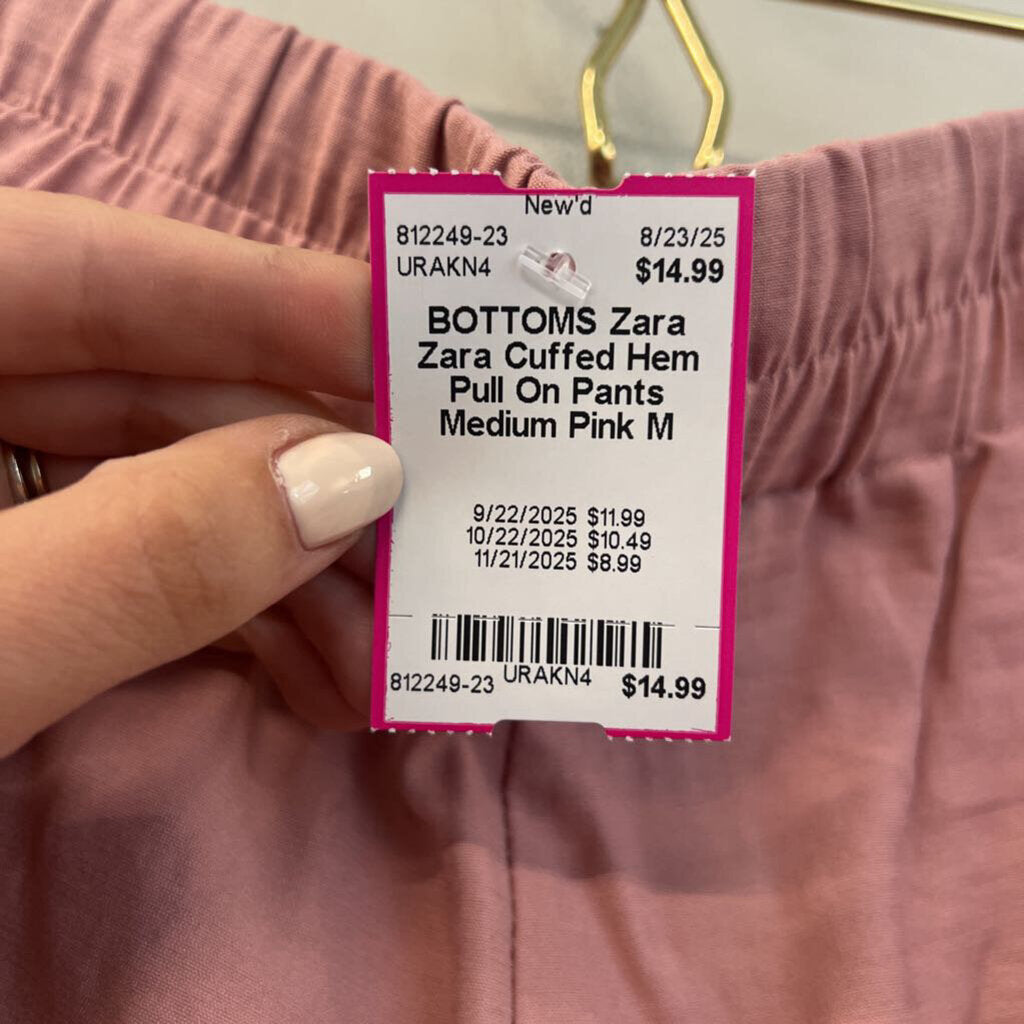 New'd
812249-23 8/23/25
URAKN4 $14.99
BOTTOMS Zara
Zara Cuffed Hem
Pull On Pants
Medium Pink M
9/22/2025 $11.99
10/22/2025 $10.49
11/21/2025 $8.99
812249-23 URAKN4 $14.99